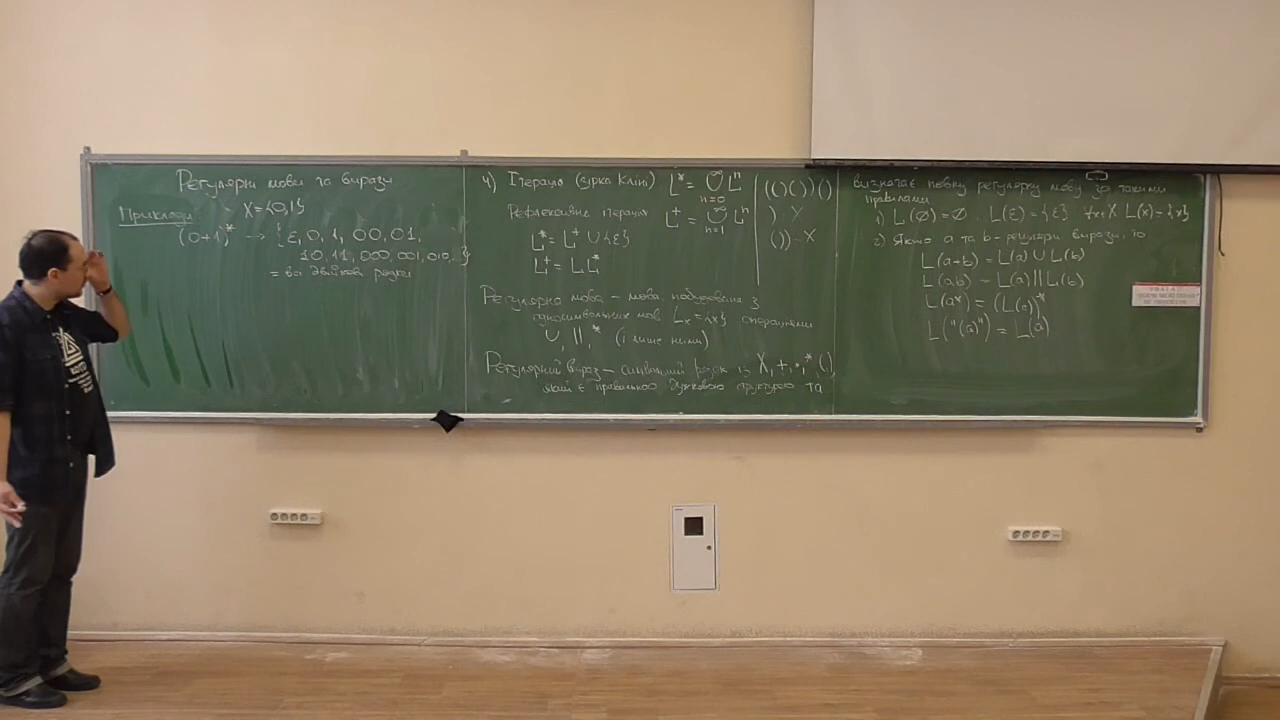 Регулярні мови та вирази
Приклади: X={0,1}
(0+1)* → {ε, 0, 1, 00, 01,
10, 11, 000, 001, 010,..}
= всі двійкові рядки
4) Ітерація (зірка Кліні) L* = ∪ Lⁿ n=0 ∞
Рефлексивна ітерація L⁺ = ∪ Lⁿ n=1 ∞
L* = L⁺ ∪ {ε}
L⁺ = L L*
(()())()
) - X
()) - X
Регулярна мова – мова, побудована з
односимвольних мов Lₓ={x} операціями
∪, ||, * (і лише ними)
Регулярний вираз – символьний рядок із X, +, ·, *, (),
який є правильною дужковою структурою та
визначає певну регулярну мову за такими
правилами
1) L(∅)=∅. L(ε)={ε} ∀x∈X L(x)={x}
2) Якщо a та b – регулярні вирази, то
L(a+b) = L(a) ∪ L(b)
L(ab) = L(a) || L(b)
L(a*) = (L(a))*
L("(a)") = L(a)
УВАГА!